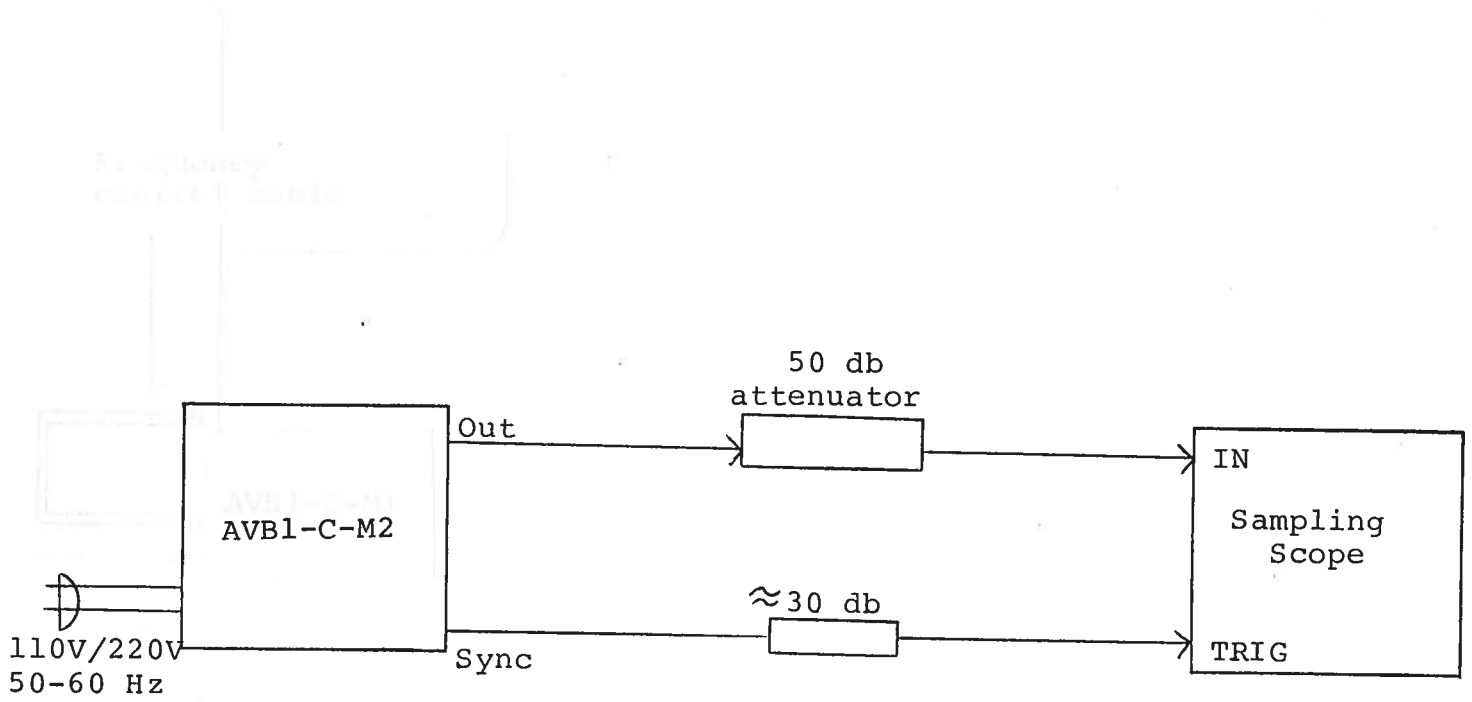 50 db
attenuator
Out
IN
AVB1-C-M2
Sampling
Scope
≈30 db
110V/220V
50-60 Hz
Sync
TRIG